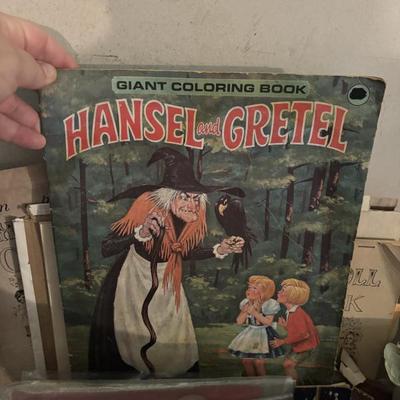 GIANT COLORING BOOK
HANSEL and GRETEL